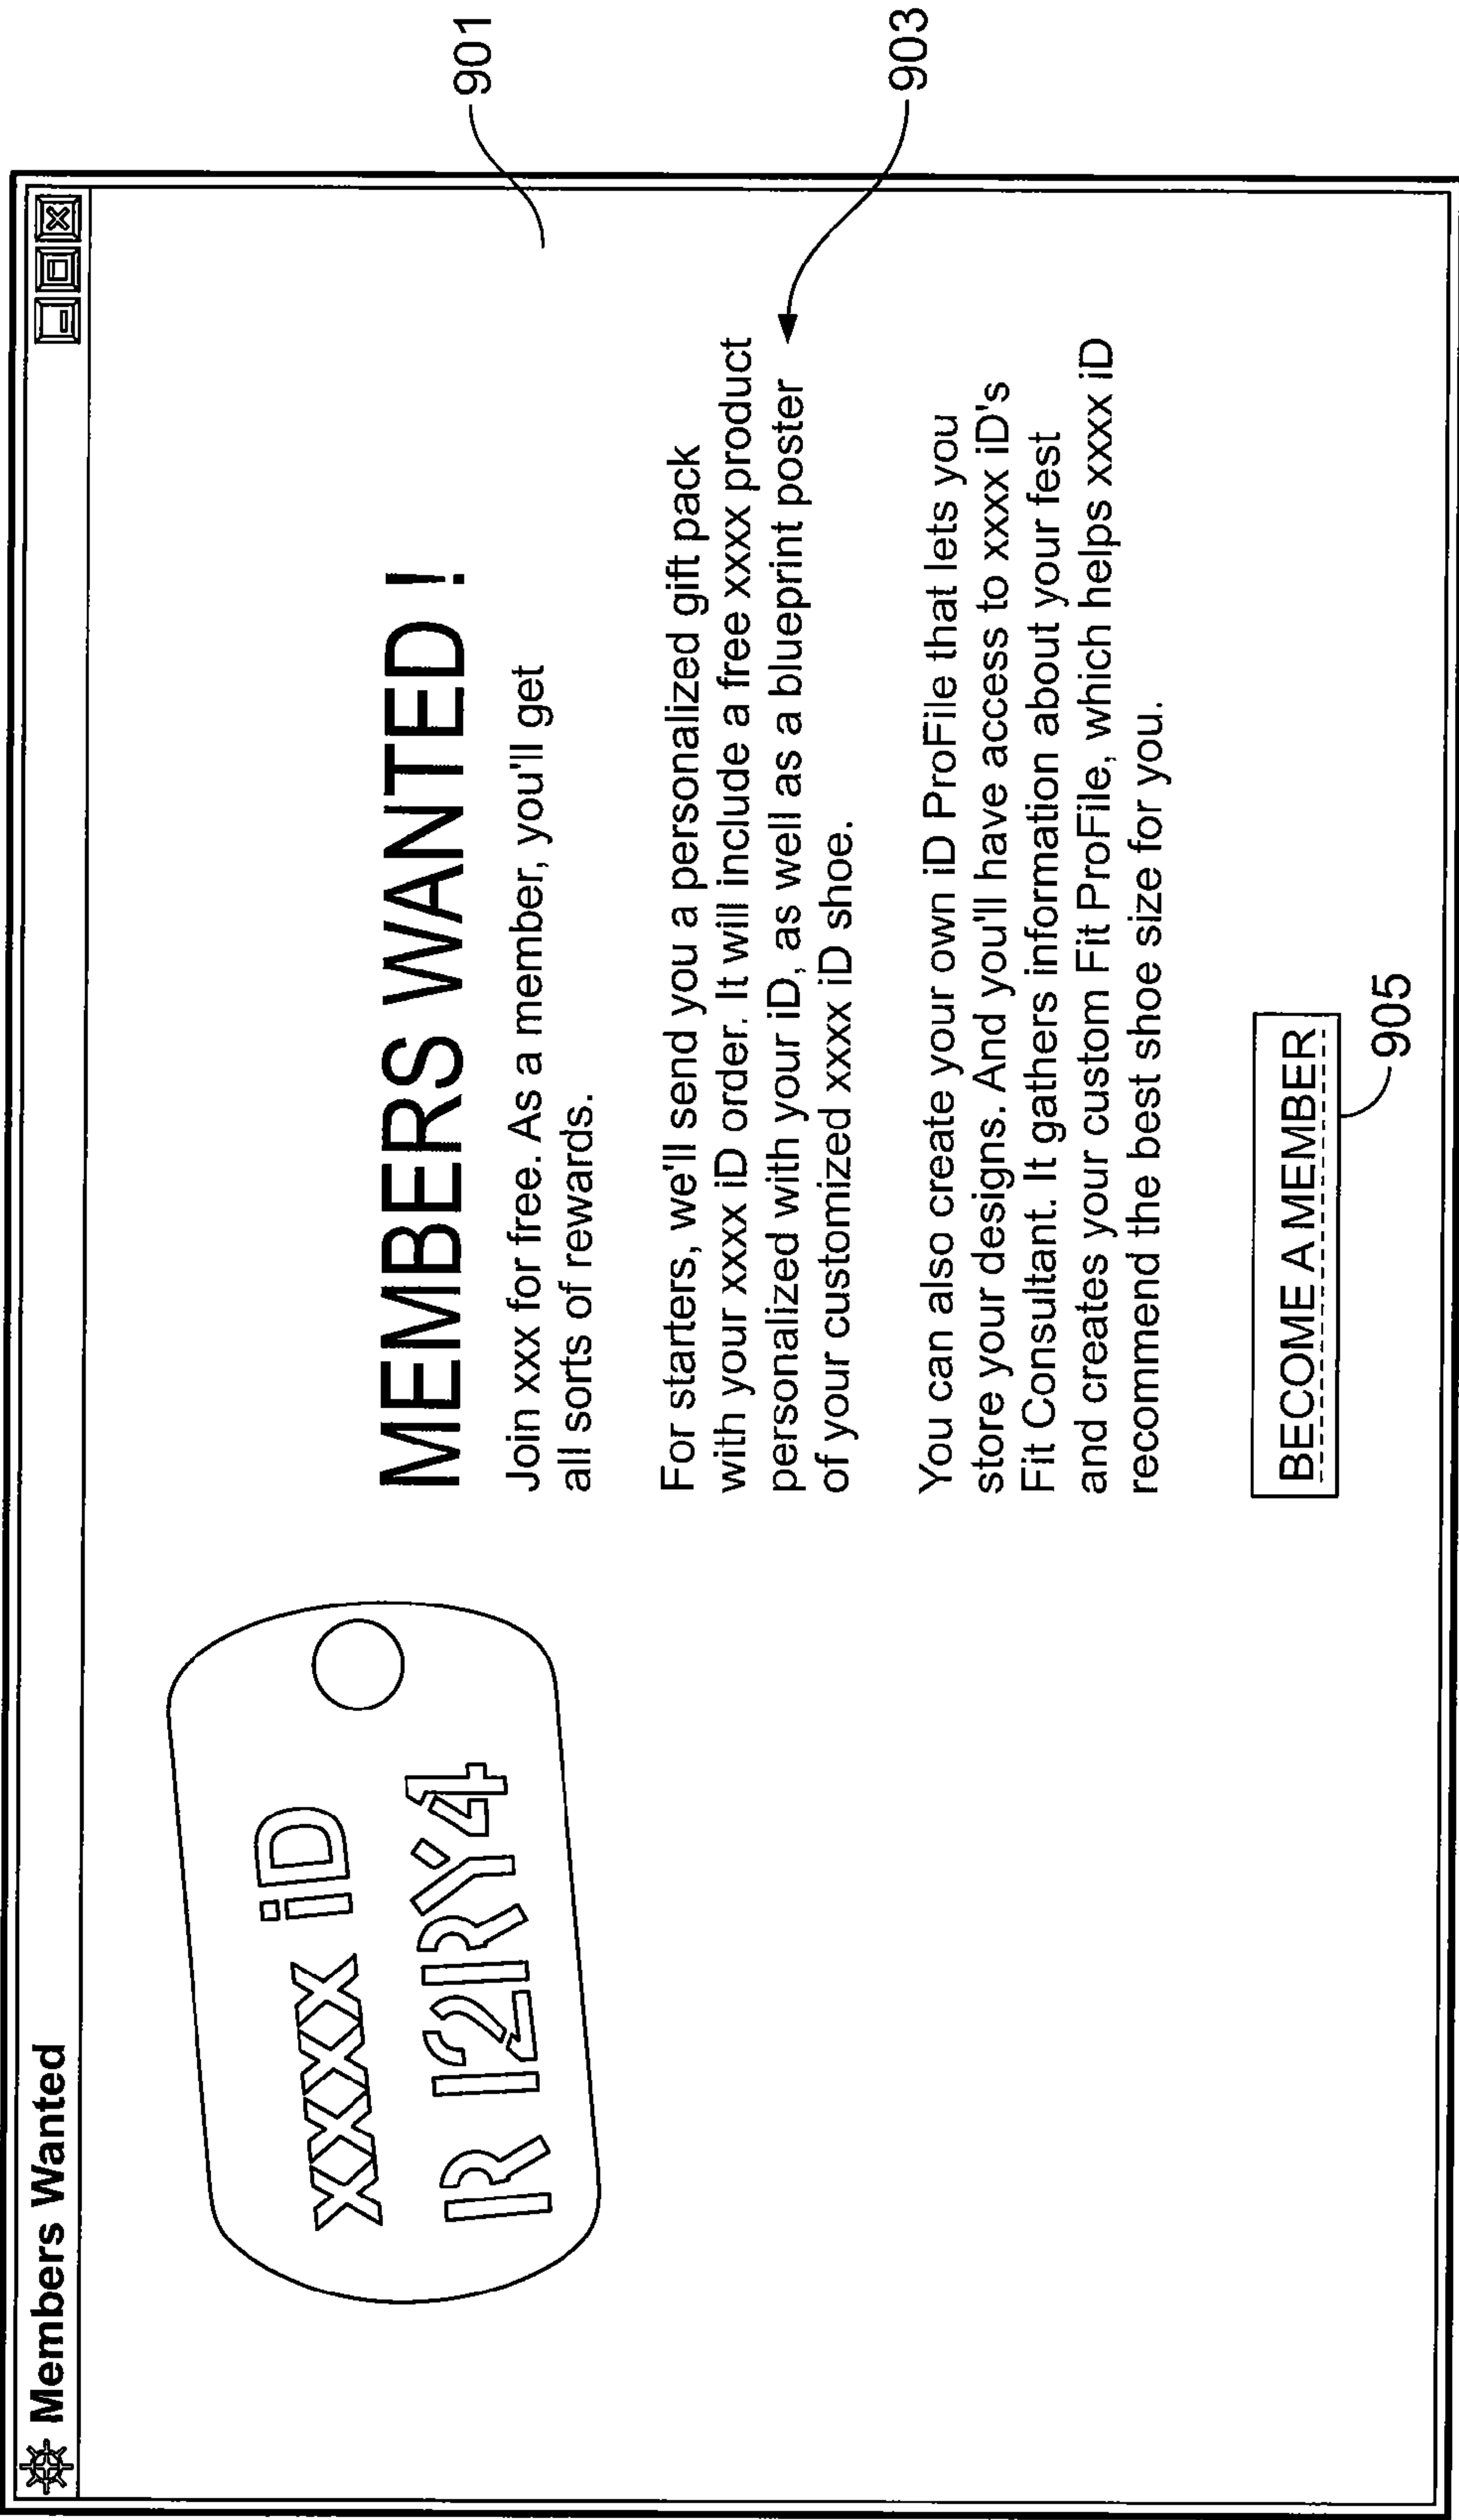 Members Wanted
xxxx iD
R 12RY4
MEMBERS WANTED !
Join xxx for free. As a member, you'll get
all sorts of rewards.
For starters, we'll send you a personalized gift pack
with your xxxx iD order. It will include a free xxxx product
personalized with your iD, as well as a blueprint poster
of your customized xxxx iD shoe.
You can also create your own iD ProFile that lets you
store your designs. And you'll have access to xxxx iD's
Fit Consultant. It gathers information about your fest
and creates your custom Fit ProFile, which helps xxxx iD
recommend the best shoe size for you.
BECOME A MEMBER
901
903
905